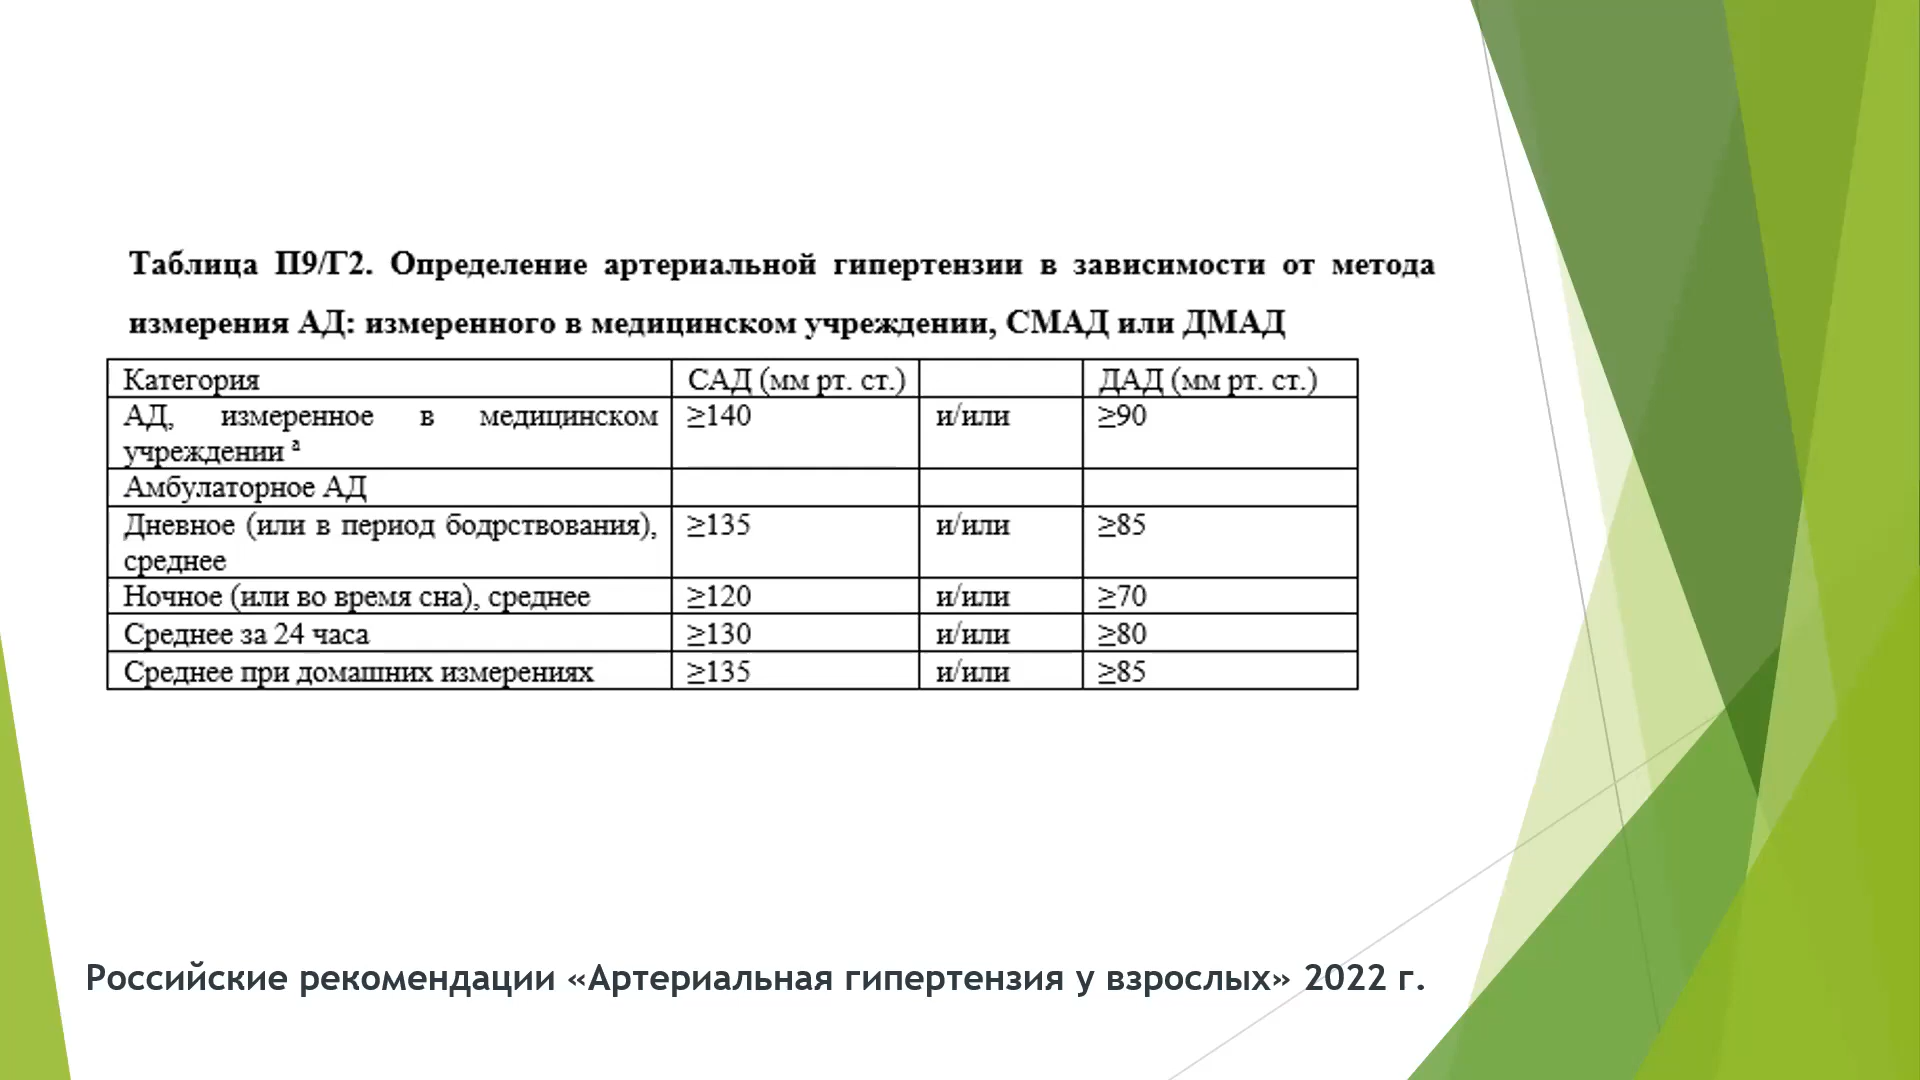 Таблица П9/Г2. Определение артериальной гипертензии в зависимости от метода
измерения АД: измеренного в медицинском учреждении, СМАД или ДМАД
Категория САД (мм рт. ст.) ДАД (мм рт. ст.)
АД, измеренное в медицинском ≥140 и/или ≥90
учреждении ª
Амбулаторное АД
Дневное (или в период бодрствования), ≥135 и/или ≥85
среднее
Ночное (или во время сна), среднее ≥120 и/или ≥70
Среднее за 24 часа ≥130 и/или ≥80
Среднее при домашних измерениях ≥135 и/или ≥85
Российские рекомендации «Артериальная гипертензия у взрослых» 2022 г.